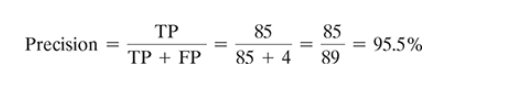 Precision = TP / TP + FP = 85 / 85 + 4 = 85 / 89 = 95.5%